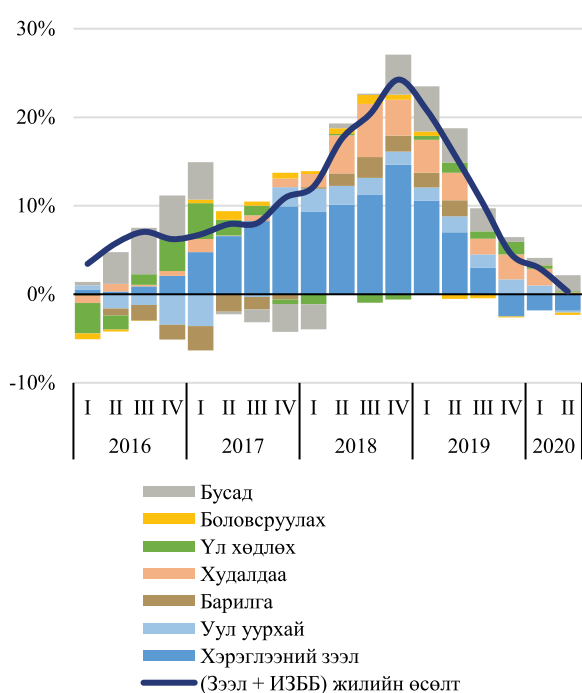 30%
20%
10%
0%
-10%
I II III IV I II III IV I II III IV I II III IV I II
2016 2017 2018 2019 2020
Бусад
Боловсруулах
Үл хөдлөх
Худалдаа
Барилга
Уул уурхай
Хэрэглээний зээл
(Зээл + ИЗББ) жилийн өсөлт